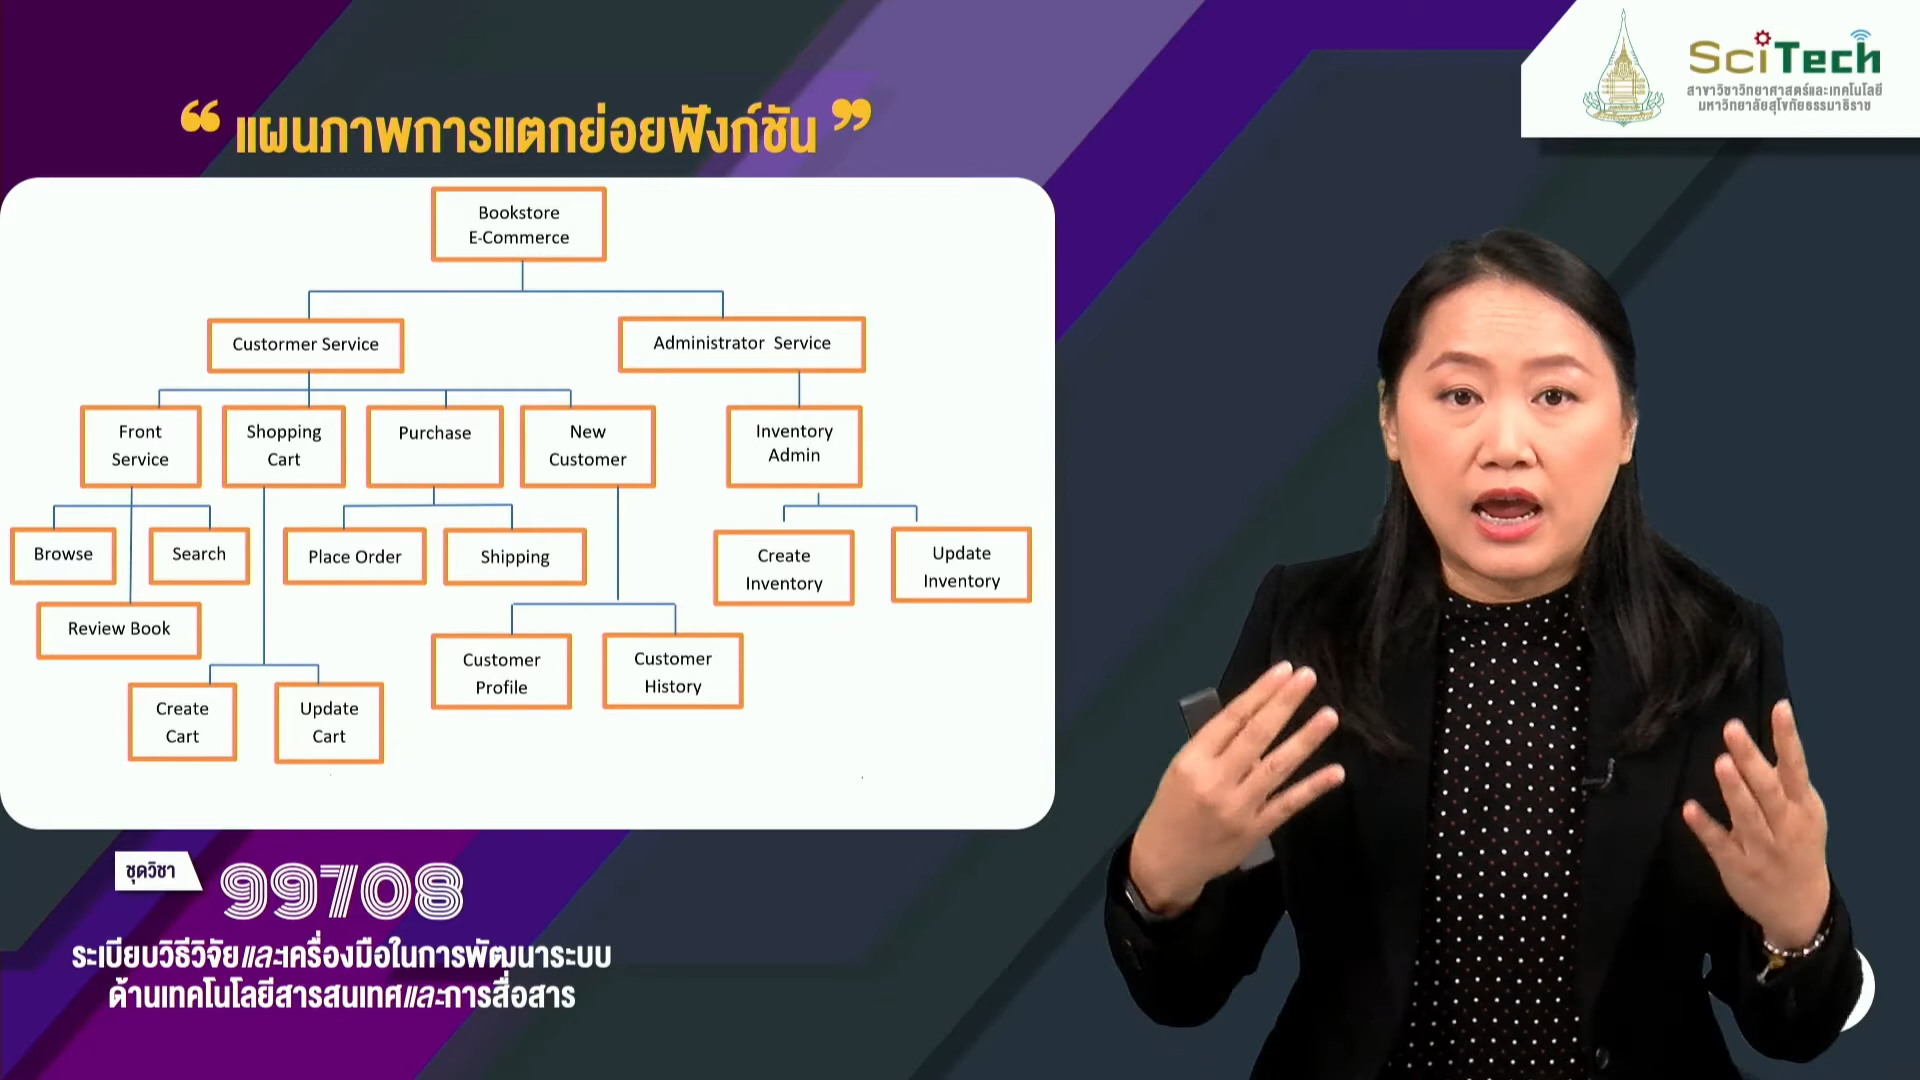 SciTech
สาขาวิชาวิทยาศาสตร์และเทคโนโลยี
มหาวิทยาลัยสุโขทัยธรรมาธิราช
“ แผนภาพการแตกย่อยฟังก์ชัน ”
Bookstore
E-Commerce
Custormer Service
Administrator Service
Front
Service
Shopping
Cart
Purchase
New
Customer
Inventory
Admin
Browse
Search
Place Order
Shipping
Create
Inventory
Update
Inventory
Review Book
Customer
Profile
Customer
History
Create
Cart
Update
Cart
ชุดวิชา
99708
ระเบียบวิธีวิจัยและเครื่องมือในการพัฒนาระบบ
ด้านเทคโนโลยีสารสนเทศและการสื่อสาร